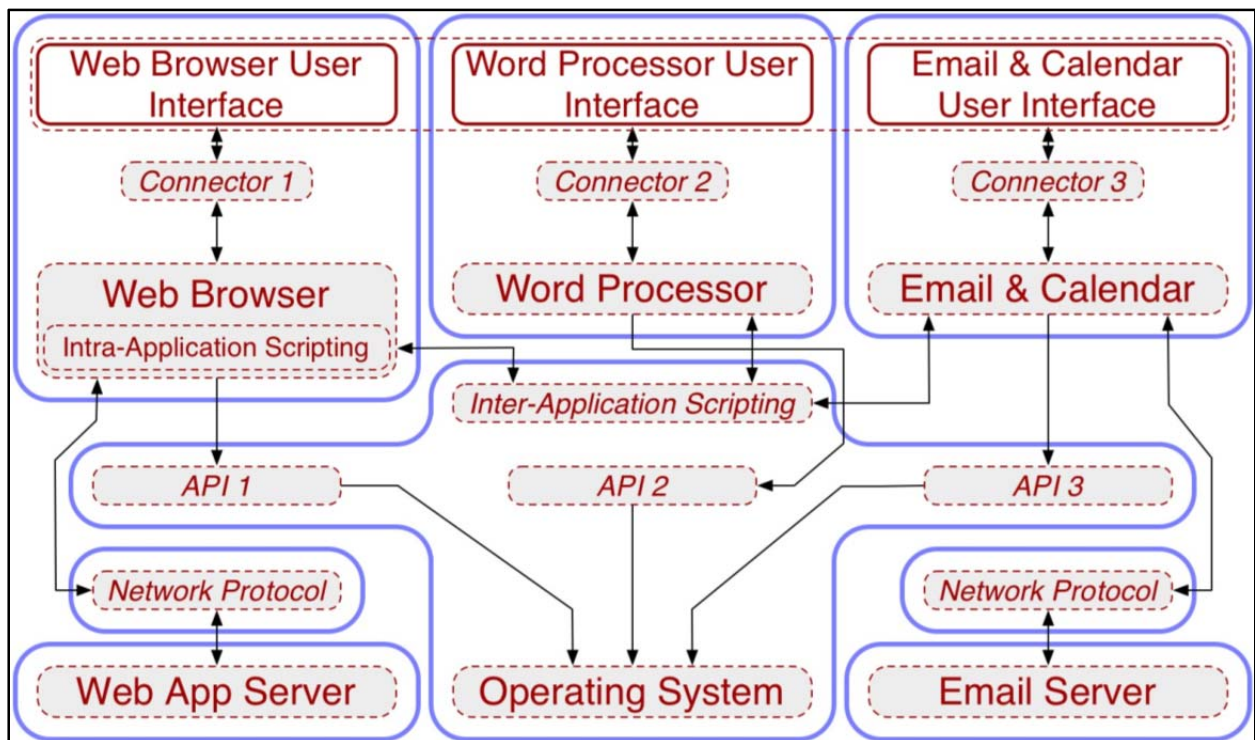 Web Browser User
Interface
Word Processor User
Interface
Email & Calendar
User Interface
Connector 1
Connector 2
Connector 3
Web Browser
Intra-Application Scripting
Word Processor
Email & Calendar
Inter-Application Scripting
API 1
API 2
API 3
Network Protocol
Network Protocol
Web App Server
Operating System
Email Server